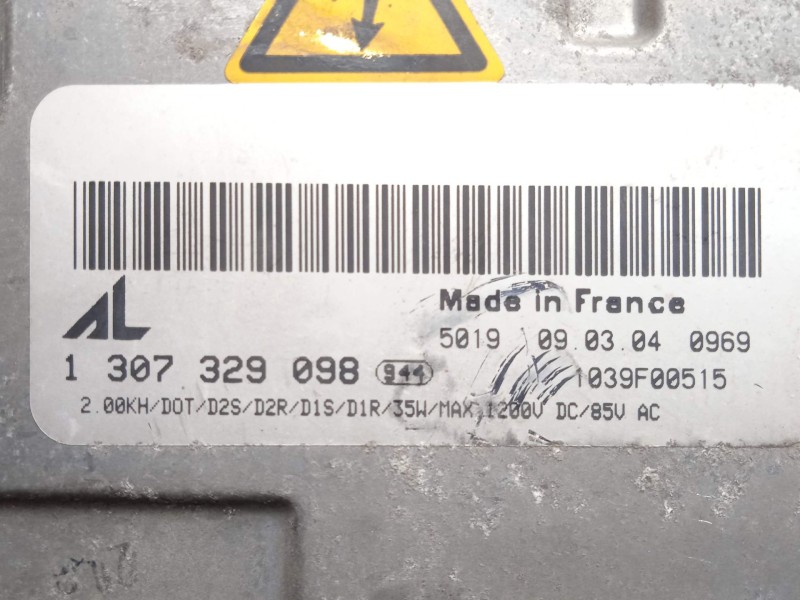 AL
Made in France
5019 09.03.04 0969
1 307 329 098 944 1039F00515
2.00KH/DOT/D2S/D2R/D1S/D1R/35W/MAX.1200V DC/85V AC